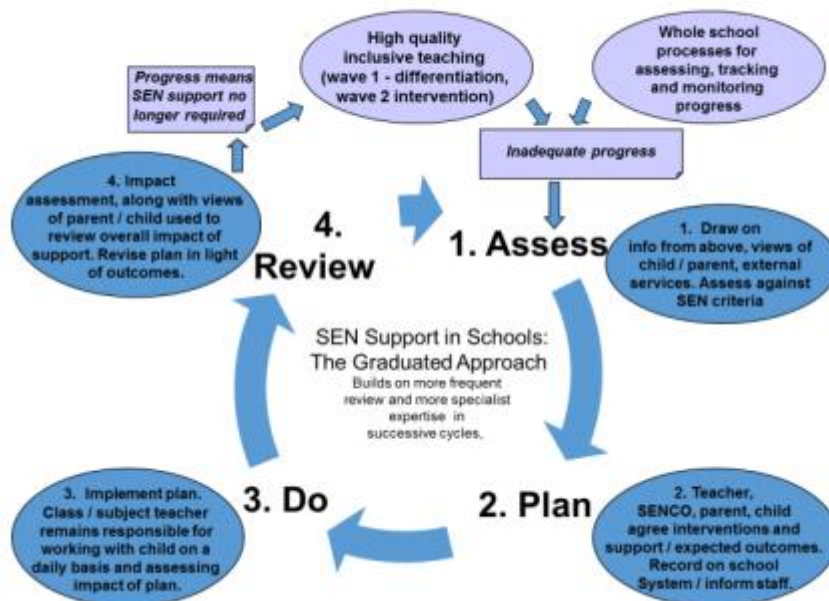 High quality
inclusive teaching
(wave 1 - differentiation,
wave 2 intervention)
Whole school
processes for
assessing, tracking
and monitoring
progress
Progress means
SEN support no
longer required
Inadequate progress
4. Impact
assessment, along with views
of parent / child used to
review overall impact of
support. Revise plan in light
of outcomes.
4.
Review
1. Assess
1. Draw on
info from above, views of
child / parent, external
services. Assess against
SEN criteria
SEN Support in Schools:
The Graduated Approach
Builds on more frequent
review and more specialist
expertise in
successive cycles,
3. Implement plan.
Class / subject teacher
remains responsible for
working with child on a
daily basis and assessing
impact of plan.
3. Do
2. Plan
2. Teacher,
SENCO, parent, child
agree interventions and
support / expected outcomes.
Record on school
System / inform staff.